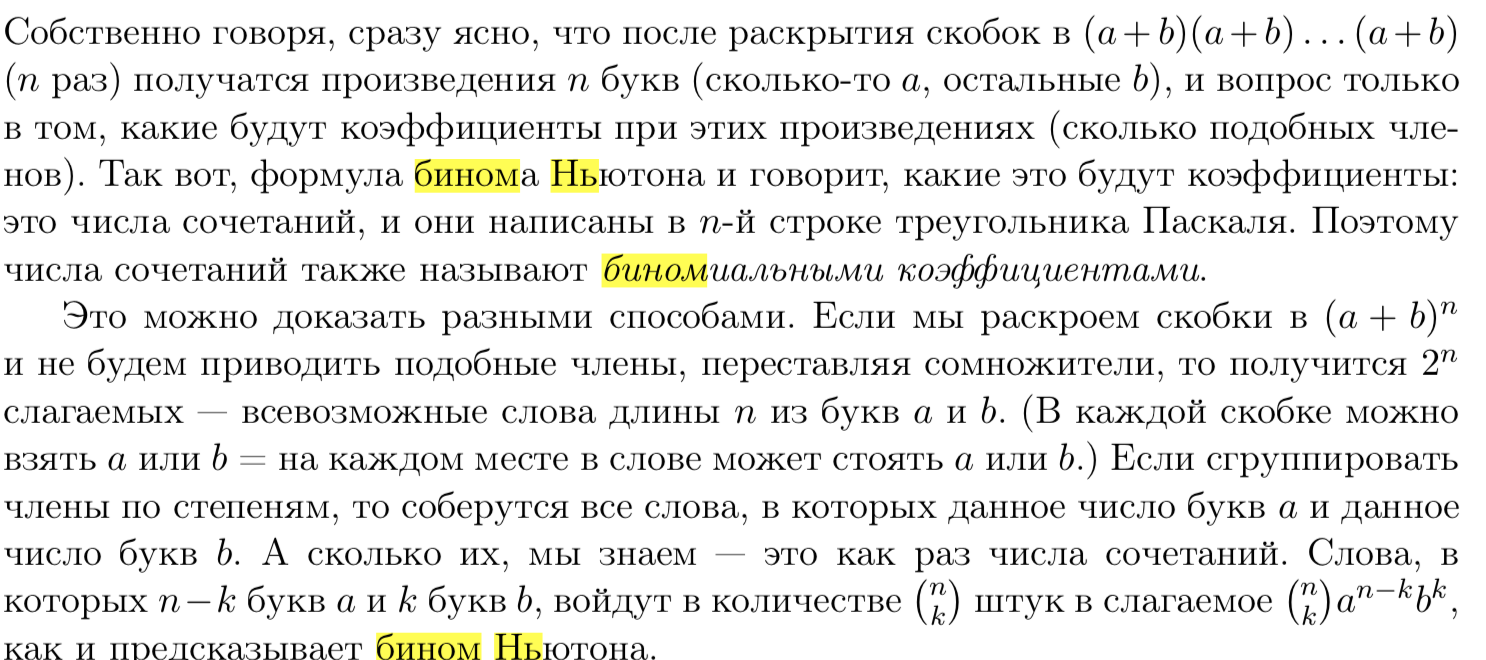 Собственно говоря, сразу ясно, что после раскрытия скобок в (a + b)(a + b) . . . (a + b)
(n раз) получатся произведения n букв (сколько-то a, остальные b), и вопрос только
в том, какие будут коэффициенты при этих произведениях (сколько подобных чле-
нов). Так вот, формула бинома Ньютона и говорит, какие это будут коэффициенты:
это числа сочетаний, и они написаны в n-й строке треугольника Паскаля. Поэтому
числа сочетаний также называют биномиальными коэффициентами.
Это можно доказать разными способами. Если мы раскроем скобки в (a + b)ⁿ
и не будем приводить подобные члены, переставляя сомножители, то получится 2ⁿ
слагаемых — всевозможные слова длины n из букв a и b. (В каждой скобке можно
взять a или b = на каждом месте в слове может стоять a или b.) Если сгруппировать
члены по степеням, то соберутся все слова, в которых данное число букв a и данное
число букв b. А сколько их, мы знаем — это как раз числа сочетаний. Слова, в
которых n − k букв a и k букв b, войдут в количестве (n k) штук в слагаемое (n k)aⁿ⁻ᵏbᵏ,
как и предсказывает бином Ньютона.